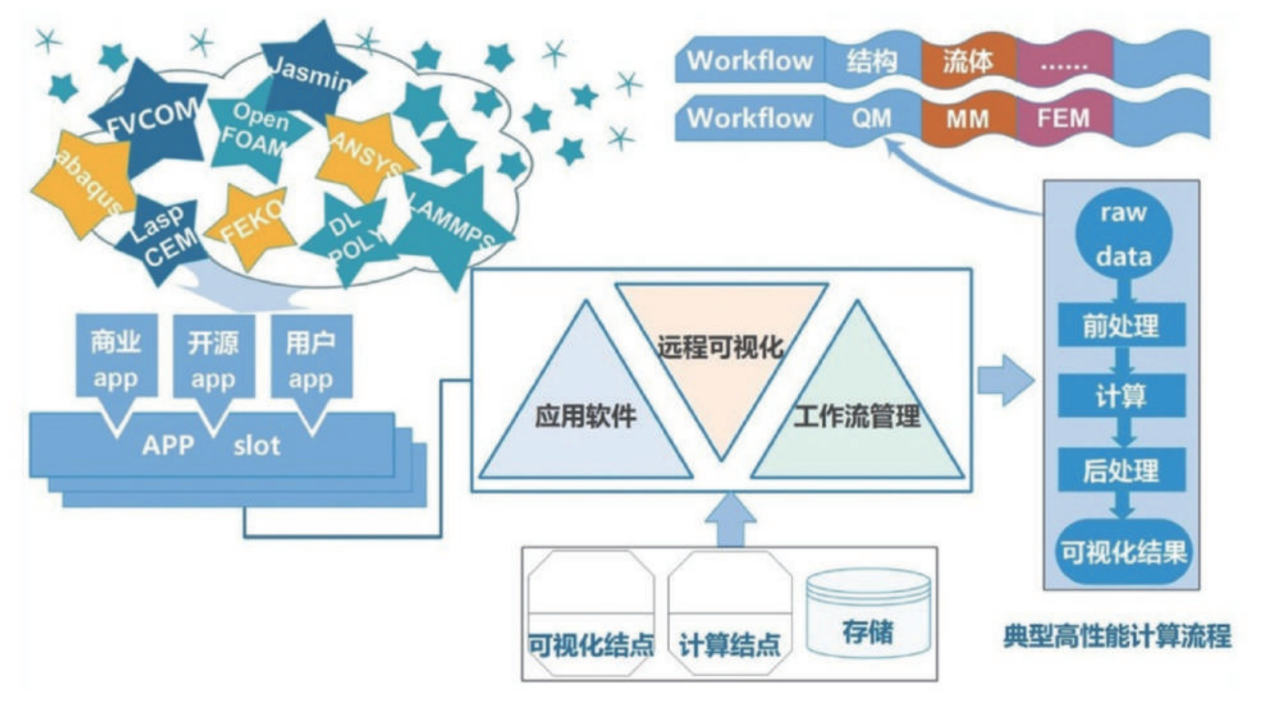 Jasmin
FVCOM
Open
FOAM
ANSYS
abaqus
Lasp
CEM
FEKO
DL
POLY
LAMMPS
Workflow 结构 流体 ......
Workflow QM MM FEM
商业
app
开源
app
用户
app
APP slot
应用软件
远程可视化
工作流管理
可视化结点
计算结点
存储
raw
data
前处理
计算
后处理
可视化结果
典型高性能计算流程